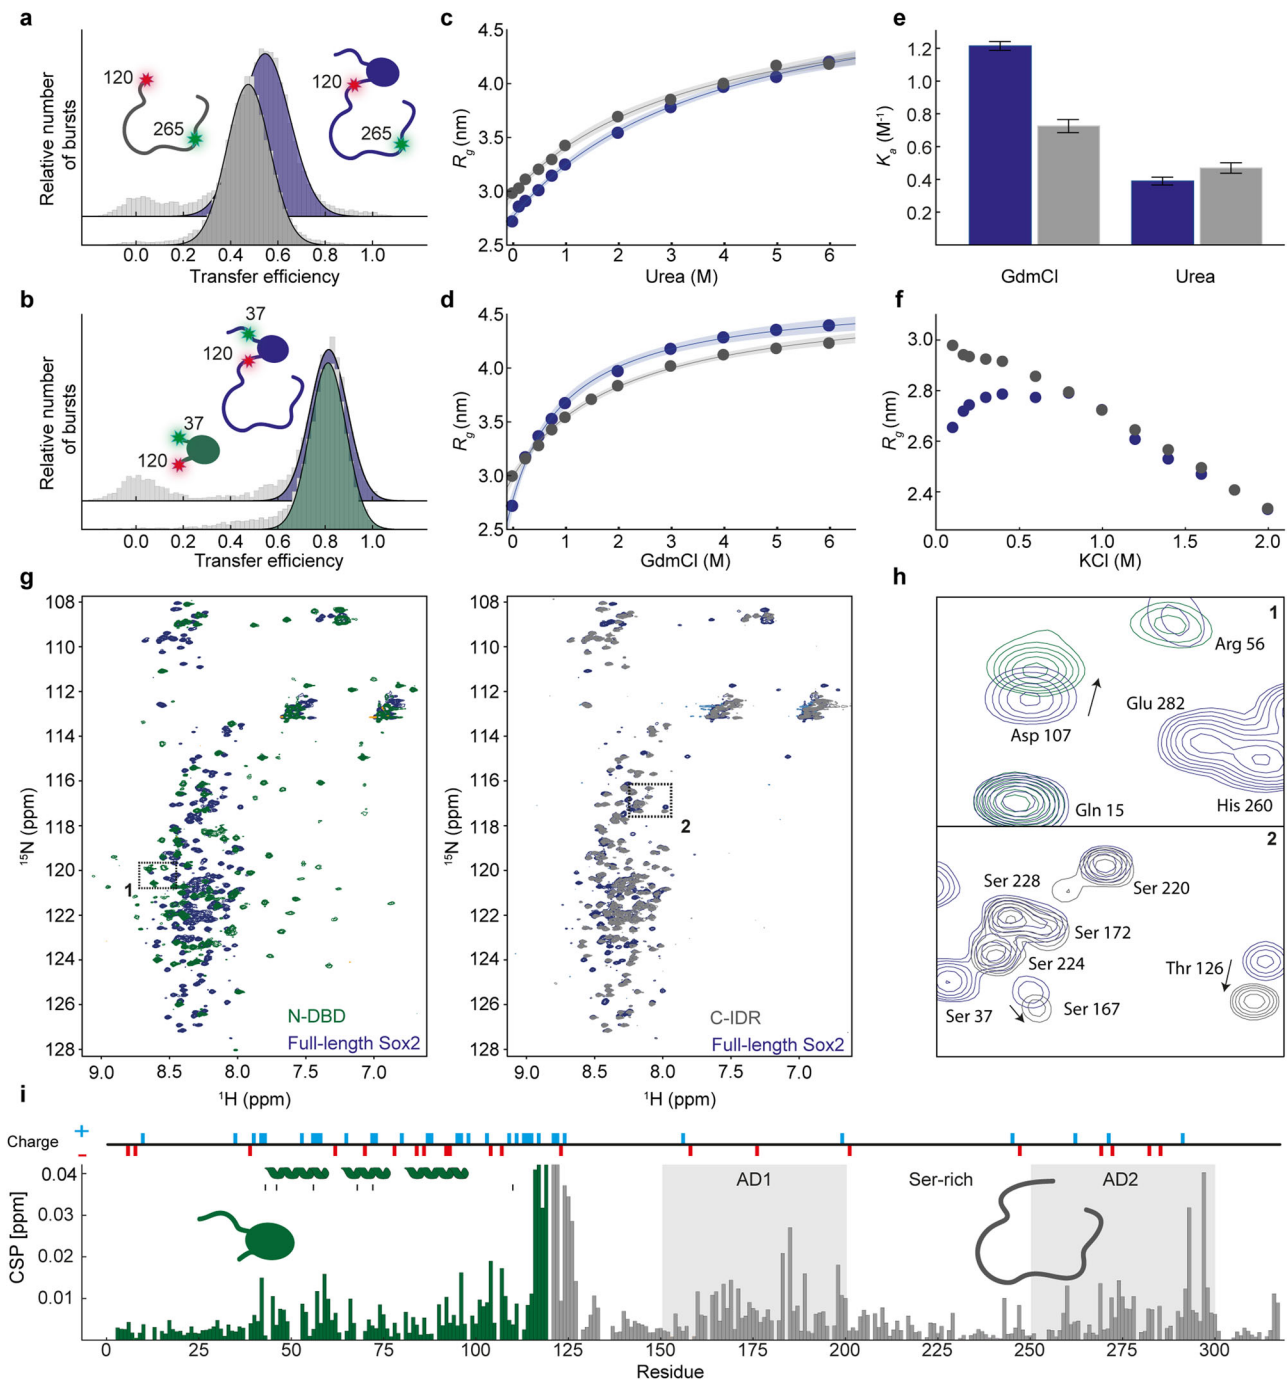 a
120
265
120
265
Relative number
of bursts
0.0 0.2 0.4 0.6 0.8 1.0
Transfer efficiency
b
37
120
37
120
Relative number
of bursts
0.0 0.2 0.4 0.6 0.8 1.0
Transfer efficiency
c
4.5
4.0
3.5
3.0
2.5
Rg (nm)
0 1 2 3 4 5 6
Urea (M)
d
4.5
4.0
3.5
3.0
2.5
Rg (nm)
0 1 2 3 4 5 6
GdmCl (M)
e
1.2
1.0
0.8
0.6
0.4
0.2
Ka (M-1)
GdmCl Urea
f
3.0
2.8
2.6
2.4
Rg (nm)
0.0 0.5 1.0 1.5 2.0
KCl (M)
g
108
110
112
114
116
118
120
122
124
126
128
15N (ppm)
1
N-DBD
Full-length Sox2
9.0 8.5 8.0 7.5 7.0
1H (ppm)
108
110
112
114
116
118
120
122
124
126
128
15N (ppm)
2
C-IDR
Full-length Sox2
9.0 8.5 8.0 7.5 7.0
1H (ppm)
h
1
Arg 56
Glu 282
Asp 107
Gln 15
His 260
2
Ser 228
Ser 220
Ser 172
Ser 224
Thr 126
Ser 37
Ser 167
i
+
Charge
−
0.04
0.03
0.02
0.01
CSP [ppm]
AD1
Ser-rich
AD2
0 25 50 75 100 125 150 175 200 225 250 275 300
Residue